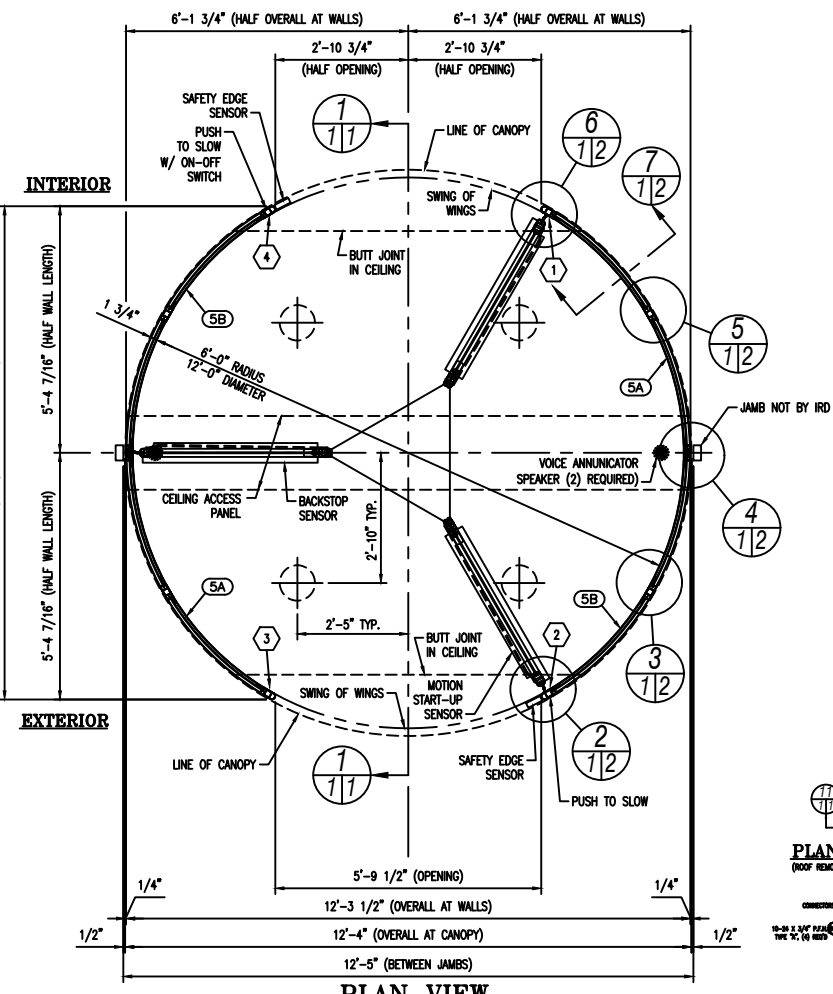 6'-1 3/4" (HALF OVERALL AT WALLS)
6'-1 3/4" (HALF OVERALL AT WALLS)
2'-10 3/4"
(HALF OPENING)
2'-10 3/4"
(HALF OPENING)
SAFETY EDGE
SENSOR
PUSH
TO SLOW
W/ ON-OFF
SWITCH
1
1 1
LINE OF CANOPY
6
1 2
7
1 2
INTERIOR
SWING OF
WINGS
4
BUTT JOINT
IN CEILING
1
5'-4 7/16" (HALF WALL LENGTH)
1 3/4"
5B
6'-0" RADIUS
12'-0" DIAMETER
5
1 2
5A
JAMB NOT BY IRD
VOICE ANNUNICATOR
SPEAKER (2) REQUIRED
CEILING ACCESS
PANEL
BACKSTOP
SENSOR
2'-10" TYP.
4
1 2
5'-4 7/16" (HALF WALL LENGTH)
5A
5B
2'-5" TYP.
3
BUTT JOINT
IN CEILING
2
3
1 2
SWING OF WINGS
MOTION
START-UP
SENSOR
EXTERIOR
LINE OF CANOPY
1
1 1
SAFETY EDGE
SENSOR
2
1 2
PUSH TO SLOW
11
PLAN
(ROOF REMO
5'-9 1/2" (OPENING)
1/4"
1/4"
12'-3 1/2" (OVERALL AT WALLS)
CONNECTORS
1/2"
12'-4" (OVERALL AT CANOPY)
1/2"
12'-5" (BETWEEN JAMBS)
PLAN VIEW